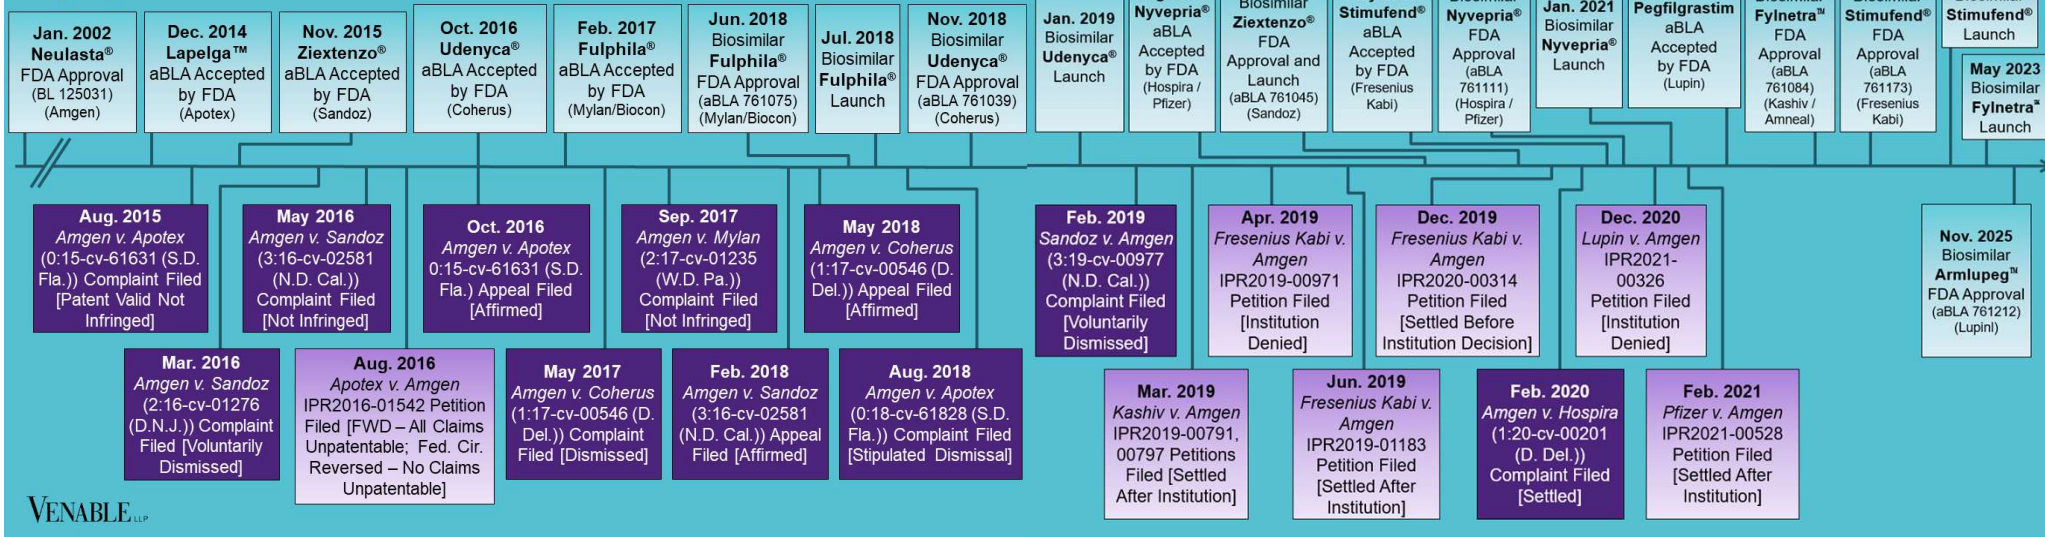 Jan. 2002
Neulasta®
FDA Approval
(BL 125031)
(Amgen)
Dec. 2014
Lapelga™
aBLA Accepted
by FDA
(Apotex)
Nov. 2015
Ziextenzo®
aBLA Accepted
by FDA
(Sandoz)
Oct. 2016
Udenyca®
aBLA Accepted
by FDA
(Coherus)
Feb. 2017
Fulphila®
aBLA Accepted
by FDA
(Mylan/Biocon)
Jun. 2018
Biosimilar
Fulphila®
FDA Approval
(aBLA 761075)
(Mylan/Biocon)
Jul. 2018
Biosimilar
Fulphila®
Launch
Nov. 2018
Biosimilar
Udenyca®
FDA Approval
(aBLA 761039)
(Coherus)
Jan. 2019
Biosimilar
Udenyca®
Launch
Nyvepria®
aBLA
Accepted
by FDA
(Hospira /
Pfizer)
Biosimilar
Ziextenzo®
FDA
Approval and
Launch
(aBLA 761045)
(Sandoz)
Stimufend®
aBLA
Accepted
by FDA
(Fresenius
Kabi)
Nyvepria®
FDA
Approval
(aBLA
761111)
(Hospira /
Pfizer)
Jan. 2021
Biosimilar
Nyvepria®
Launch
Pegfilgrastim
aBLA
Accepted
by FDA
(Lupin)
Fylnetra™
FDA
Approval
(aBLA
761084)
(Kashiv /
Amneal)
Stimufend®
FDA
Approval
(aBLA
761173)
(Fresenius
Kabi)
Stimufend®
Launch
May 2023
Biosimilar
Fylnetra™
Launch
Aug. 2015
Amgen v. Apotex
(0:15-cv-61631 (S.D.
Fla.)) Complaint Filed
[Patent Valid Not
Infringed]
May 2016
Amgen v. Sandoz
(3:16-cv-02581
(N.D. Cal.))
Complaint Filed
[Not Infringed]
Oct. 2016
Amgen v. Apotex
0:15-cv-61631 (S.D.
Fla.) Appeal Filed
[Affirmed]
Sep. 2017
Amgen v. Mylan
(2:17-cv-01235
(W.D. Pa.))
Complaint Filed
[Not Infringed]
May 2018
Amgen v. Coherus
(1:17-cv-00546 (D.
Del.)) Appeal Filed
[Affirmed]
Feb. 2019
Sandoz v. Amgen
(3:19-cv-00977
(N.D. Cal.))
Complaint Filed
[Voluntarily
Dismissed]
Apr. 2019
Fresenius Kabi v.
Amgen
IPR2019-00971
Petition Filed
[Institution
Denied]
Dec. 2019
Fresenius Kabi v.
Amgen
IPR2020-00314
Petition Filed
[Settled Before
Institution Decision]
Dec. 2020
Lupin v. Amgen
IPR2021-
00326
Petition Filed
[Institution
Denied]
Nov. 2025
Biosimilar
Armlupeg™
FDA Approval
(aBLA 761212)
(Lupinl)
Mar. 2016
Amgen v. Sandoz
(2:16-cv-01276
(D.N.J.)) Complaint
Filed [Voluntarily
Dismissed]
Aug. 2016
Apotex v. Amgen
IPR2016-01542 Petition
Filed [FWD – All Claims
Unpatentable; Fed. Cir.
Reversed – No Claims
Unpatentable]
May 2017
Amgen v. Coherus
(1:17-cv-00546 (D.
Del.)) Complaint
Filed [Dismissed]
Feb. 2018
Amgen v. Sandoz
(3:16-cv-02581
(N.D. Cal.)) Appeal
Filed [Affirmed]
Aug. 2018
Amgen v. Apotex
(0:18-cv-61828 (S.D.
Fla.)) Complaint Filed
[Stipulated Dismissal]
Mar. 2019
Kashiv v. Amgen
IPR2019-00791,
00797 Petitions
Filed [Settled
After Institution]
Jun. 2019
Fresenius Kabi v.
Amgen
IPR2019-01183
Petition Filed
[Settled After
Institution]
Feb. 2020
Amgen v. Hospira
(1:20-cv-00201
(D. Del.))
Complaint Filed
[Settled]
Feb. 2021
Pfizer v. Amgen
IPR2021-00528
Petition Filed
[Settled After
Institution]
VENABLE LLP